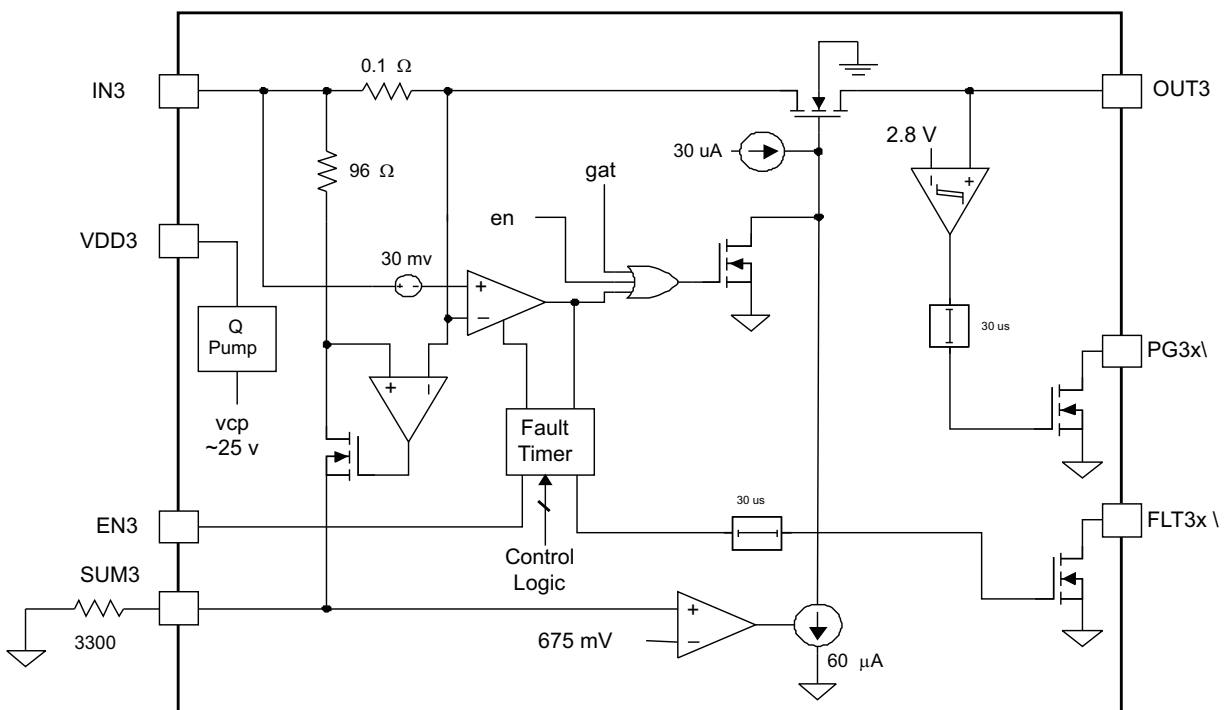 0.1 Ω
IN3
OUT3
2.8 V
30 uA
96 Ω
gat
en
VDD3
30 mv
+ -
+
−
Q
Pump
30 us
PG3x\
vcp
~25 v
Fault
Timer
30 us
EN3
FLT3x \
Control
Logic
SUM3
3300
675 mV
+
−
60 μA